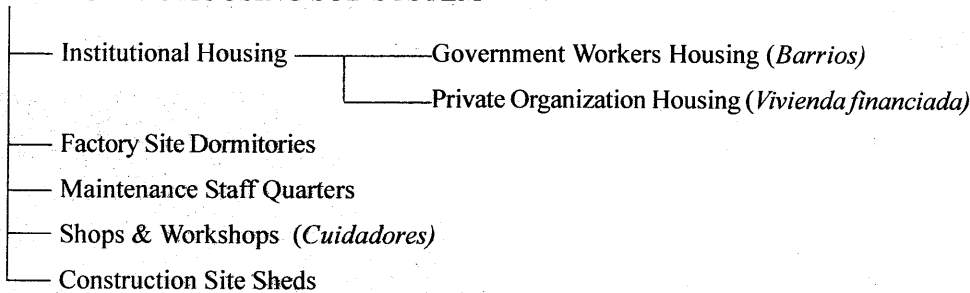 Institutional Housing Government Workers Housing (Barrios)
Private Organization Housing (Vivienda financiada)
Factory Site Dormitories
Maintenance Staff Quarters
Shops & Workshops (Cuidadores)
Construction Site Sheds